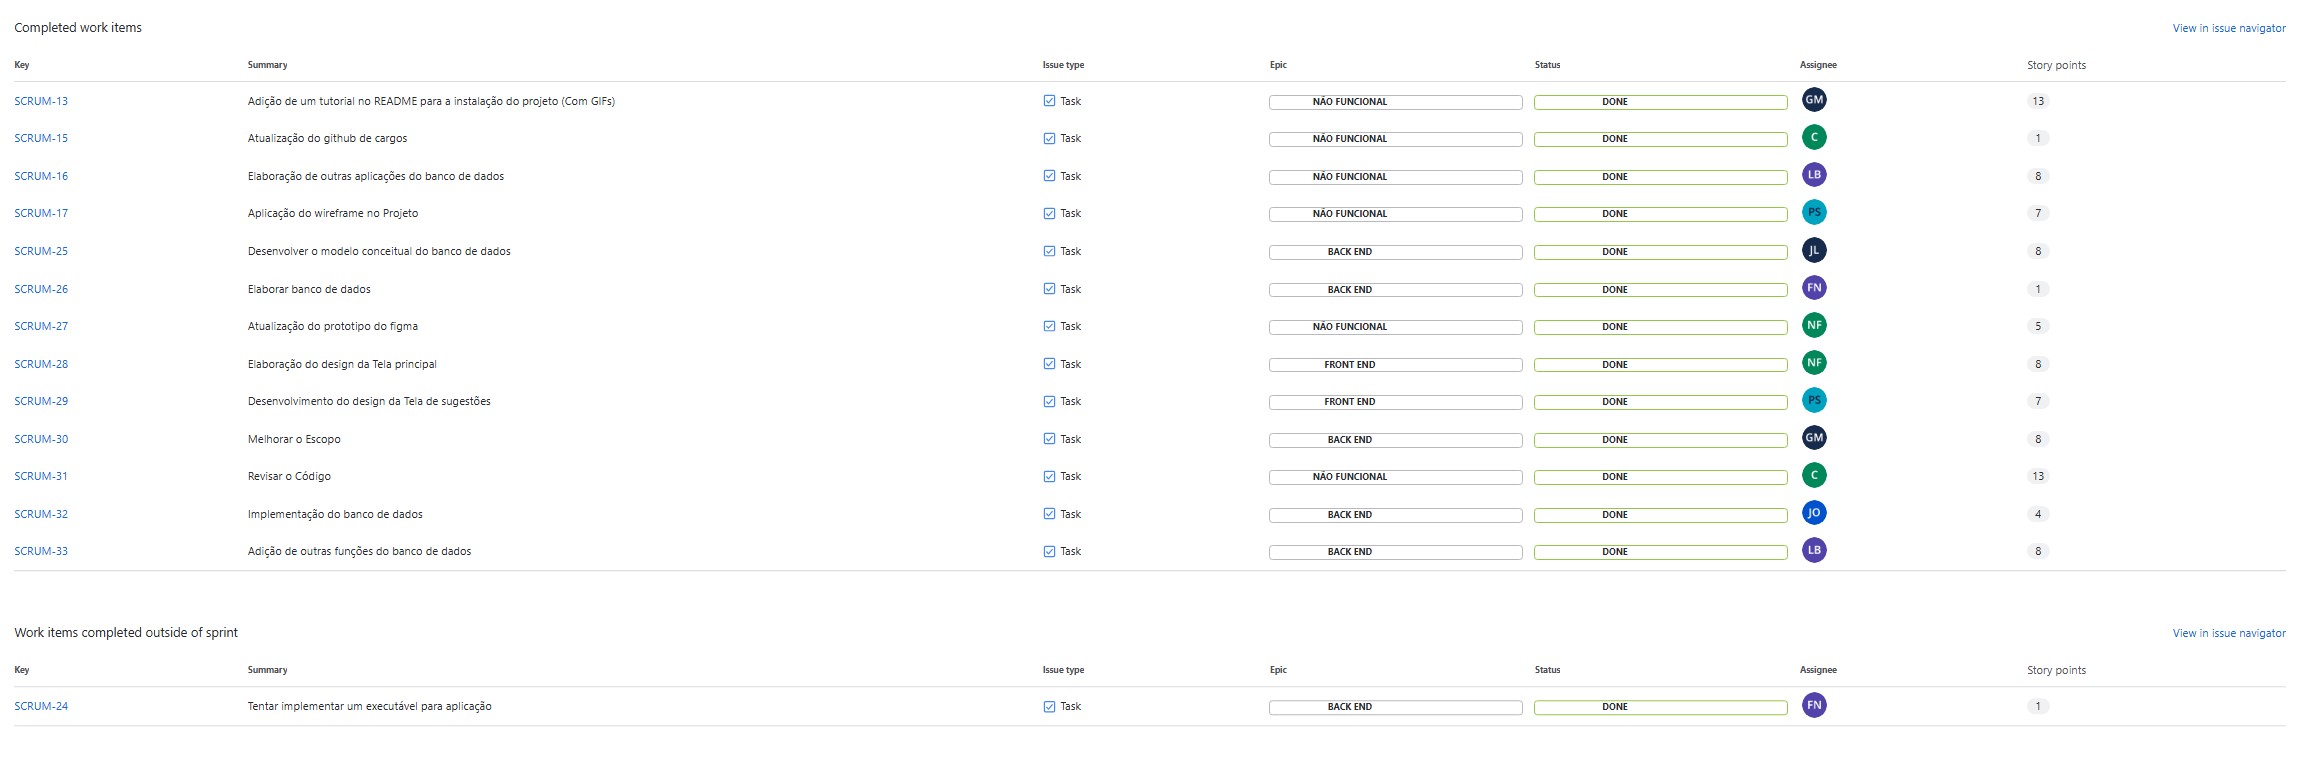 Completed work items View in issue navigator
Key Summary Issue type Epic Status Assignee Story points
SCRUM-13 Adição de um tutorial no README para a instalação do projeto (Com GIFs) Task NÃO FUNCIONAL DONE GM 13
SCRUM-15 Atualização do github de cargos Task NÃO FUNCIONAL DONE C 1
SCRUM-16 Elaboração de outras aplicações do banco de dados Task NÃO FUNCIONAL DONE LB 8
SCRUM-17 Aplicação do wireframe no Projeto Task NÃO FUNCIONAL DONE PS 7
SCRUM-25 Desenvolver o modelo conceitual do banco de dados Task BACK END DONE JL 8
SCRUM-26 Elaborar banco de dados Task BACK END DONE FN 1
SCRUM-27 Atualização do prototipo do figma Task NÃO FUNCIONAL DONE NF 5
SCRUM-28 Elaboração do design da Tela principal Task FRONT END DONE NF 8
SCRUM-29 Desenvolvimento do design da Tela de sugestões Task FRONT END DONE PS 7
SCRUM-30 Melhorar o Escopo Task BACK END DONE GM 8
SCRUM-31 Revisar o Código Task NÃO FUNCIONAL DONE C 13
SCRUM-32 Implementação do banco de dados Task BACK END DONE JO 4
SCRUM-33 Adição de outras funções do banco de dados Task BACK END DONE LB 8
Work items completed outside of sprint View in issue navigator
Key Summary Issue type Epic Status Assignee Story points
SCRUM-24 Tentar implementar um executável para aplicação Task BACK END DONE FN 1